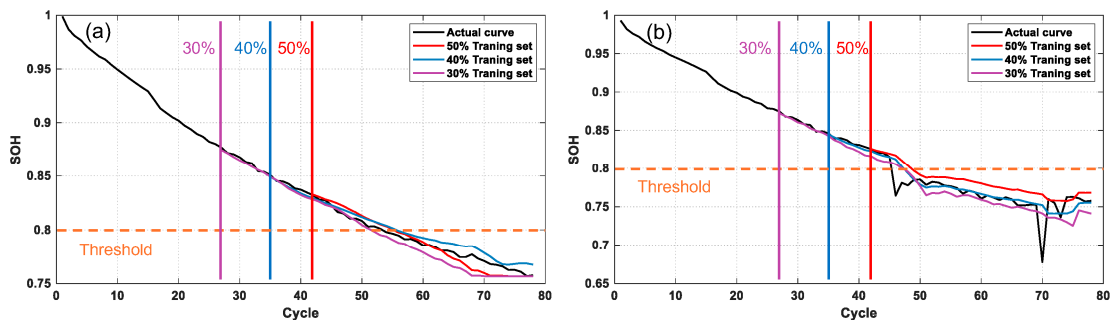 (a)
30%
40%
50%
Actual curve
50% Traning set
40% Traning set
30% Traning set
Threshold
SOH
1
0.95
0.9
0.85
0.8
0.75
0 10 20 30 40 50 60 70 80
Cycle
(b)
30%
40%
50%
Actual curve
50% Traning set
40% Traning set
30% Traning set
Threshold
SOH
1
0.95
0.9
0.85
0.8
0.75
0.7
0.65
0 10 20 30 40 50 60 70 80
Cycle